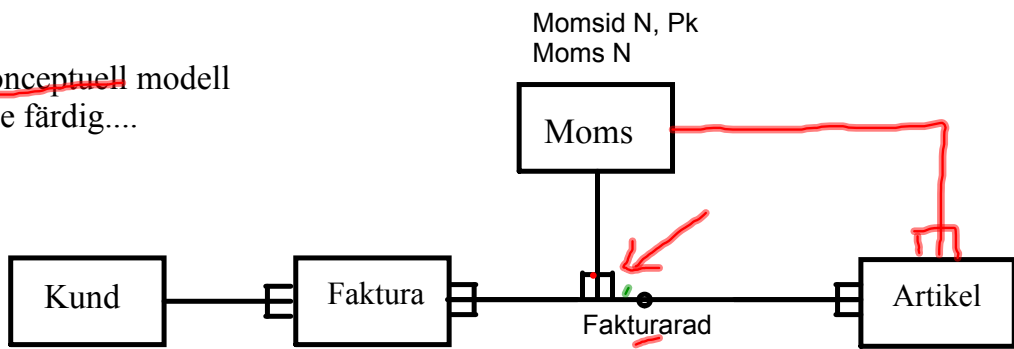 Momsid N, Pk
Moms N
onceptuell modell
e färdig....
Moms
Kund
Faktura
Artikel
Fakturarad